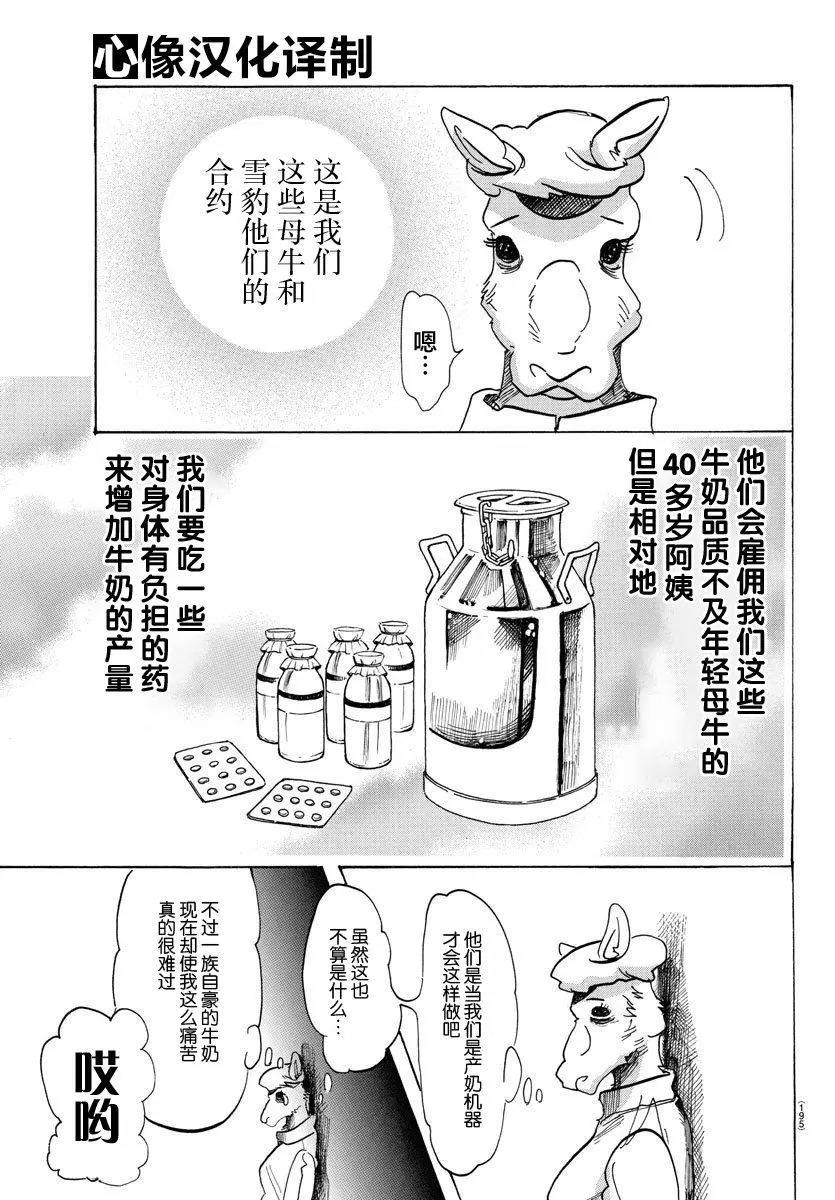 心像汉化译制
这是我们
这些母牛和
雪豹他们的
合约
嗯…
他们会雇佣我们这些
牛奶品质不及年轻母牛的
40多岁阿姨
但是相对地
我们要吃一些
对身体有负担的药
来增加牛奶的产量
他们是当我们是产奶机器
才会这样做吧
虽然这也
不算是什么…
不过一族自豪的牛奶
现在却使我这么痛苦
真的很难过
哎哟
(195)